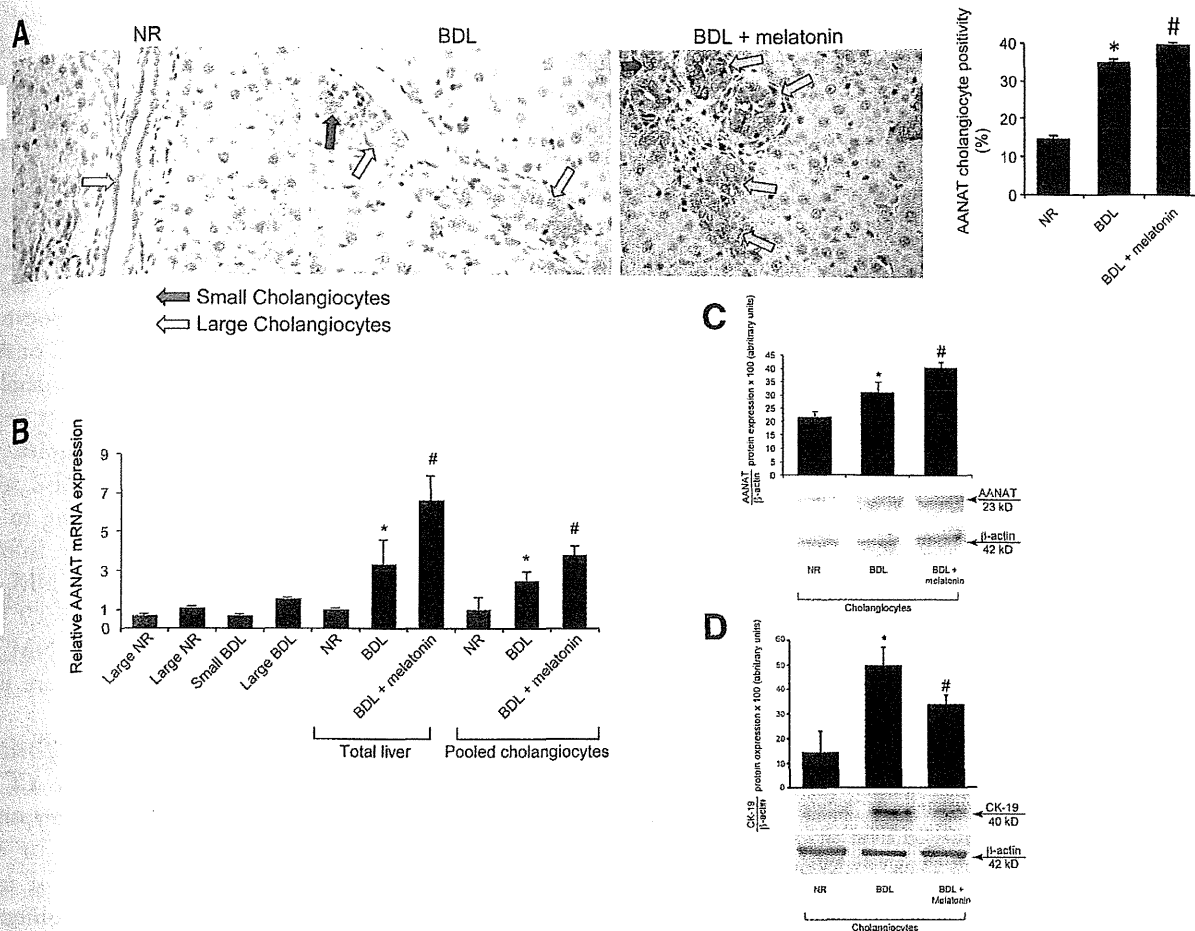 A
NR
BDL
BDL + melatonin
Small Cholangiocytes
Large Cholangiocytes
AANAT cholangiocyte positivity
(%)
40
30
20
10
0
*
#
NR
BDL
BDL + melatonin
B
Relative AANAT mRNA expression
9
7
5
3
1
0
*
#
*
#
Large NR
Large NR
Small BDL
Large BDL
NR
BDL
BDL + melatonin
NR
BDL
BDL + melatonin
Total liver
Pooled cholangiocytes
C
AANAT
β-actin
protein expression x 100 (abritrary units)
45
40
35
30
25
20
15
10
5
0
*
#
AANAT
23 kD
β-actin
42 kD
NR
BDL
BDL +
melatonin
Cholangiocytes
D
CK-19
β-actin
protein expression x 100 (abritrary units)
60
50
40
30
20
10
0
*
#
CK-19
40 kD
β-actin
42 kD
NR
BDL
BDL +
Melatonin
Cholangiocytes